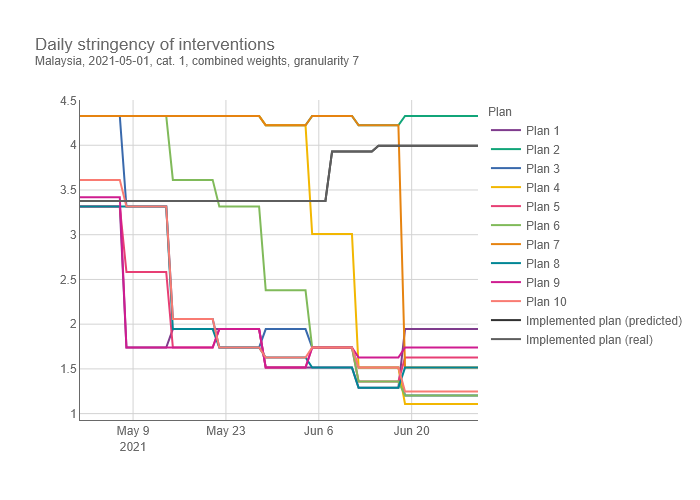 Daily stringency of interventions
Malaysia, 2021-05-01, cat. 1, combined weights, granularity 7
4.5
4
3.5
3
2.5
2
1.5
1
May 9
2021
May 23
Jun 6
Jun 20
Plan
Plan 1
Plan 2
Plan 3
Plan 4
Plan 5
Plan 6
Plan 7
Plan 8
Plan 9
Plan 10
Implemented plan (predicted)
Implemented plan (real)